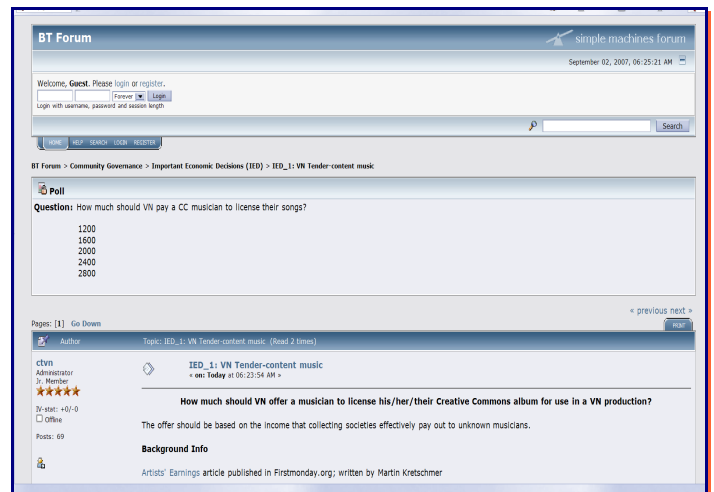 BT Forum
simple machines forum
September 02, 2007, 06:25:21 AM
Welcome, Guest. Please login or register.
Forever Login
Login with username, password and session length
Search
HOME HELP SEARCH LOGIN REGISTER
BT Forum > Community Governance > Important Economic Decisions (IED) > IED_1: VN Tender-content music
Poll
Question: How much should VN pay a CC musician to license their songs?
1200
1600
2000
2400
2800
« previous next »
Pages: [1] Go Down
PRINT
Author Topic: IED_1: VN Tender-content music (Read 2 times)
ctvn
Administrator
Jr. Member
IV-stat: +0/-0
Offline
Posts: 69
IED_1: VN Tender-content music
« on: Today at 06:23:54 AM »
How much should VN offer a musician to license his/her/their Creative Commons album for use in a VN production?
The offer should be based on the income that collecting societies effectively pay out to unknown musicians.
Background Info
Artists' Earnings article published in Firstmonday.org; written by Martin Kretschmer